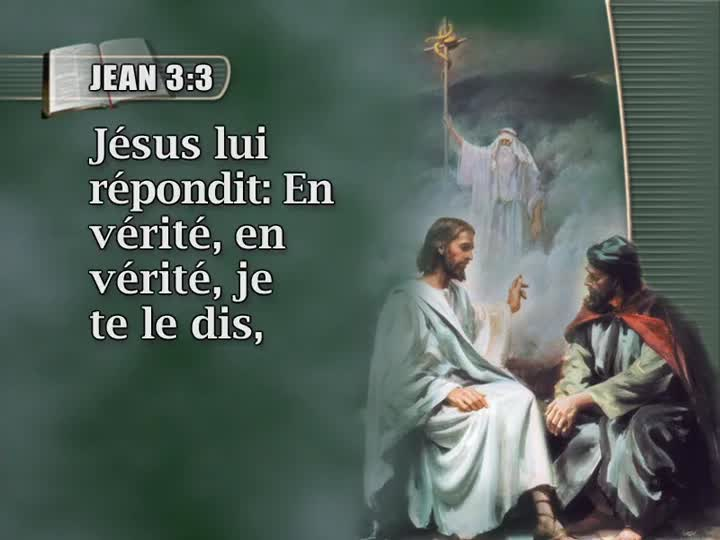 JEAN 3:3
Jésus lui
répondit: En
vérité, en
vérité, je
te le dis,